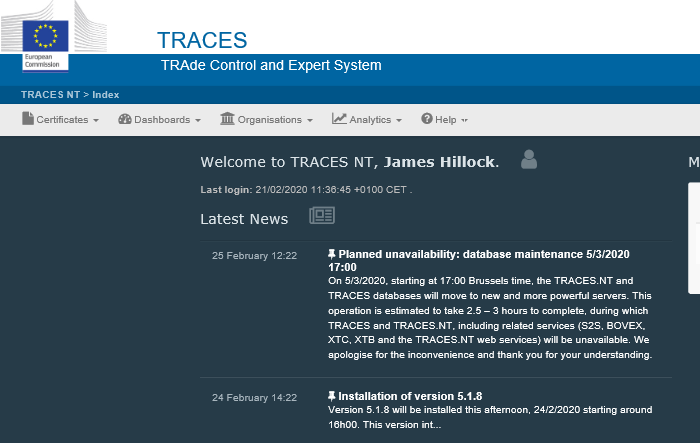 European
Commission
TRACES
TRAde Control and Expert System
TRACES NT > Index
Certificates
Dashboards
Organisations
Analytics
Help
Welcome to TRACES NT, James Hillock.
M
Last login: 21/02/2020 11:36:45 +0100 CET .
Latest News
25 February 12:22
Planned unavailability: database maintenance 5/3/2020
17:00
On 5/3/2020, starting at 17:00 Brussels time, the TRACES.NT and
TRACES databases will move to new and more powerful servers. This
operation is estimated to take 2.5 – 3 hours to complete, during which
TRACES and TRACES.NT, including related services (S2S, BOVEX,
XTC, XTB and the TRACES.NT web services) will be unavailable. We
apologise for the inconvenience and thank you for your understanding.
24 February 14:22
Installation of version 5.1.8
Version 5.1.8 will be installed this afternoon, 24/2/2020 starting around
16h00. This version int...